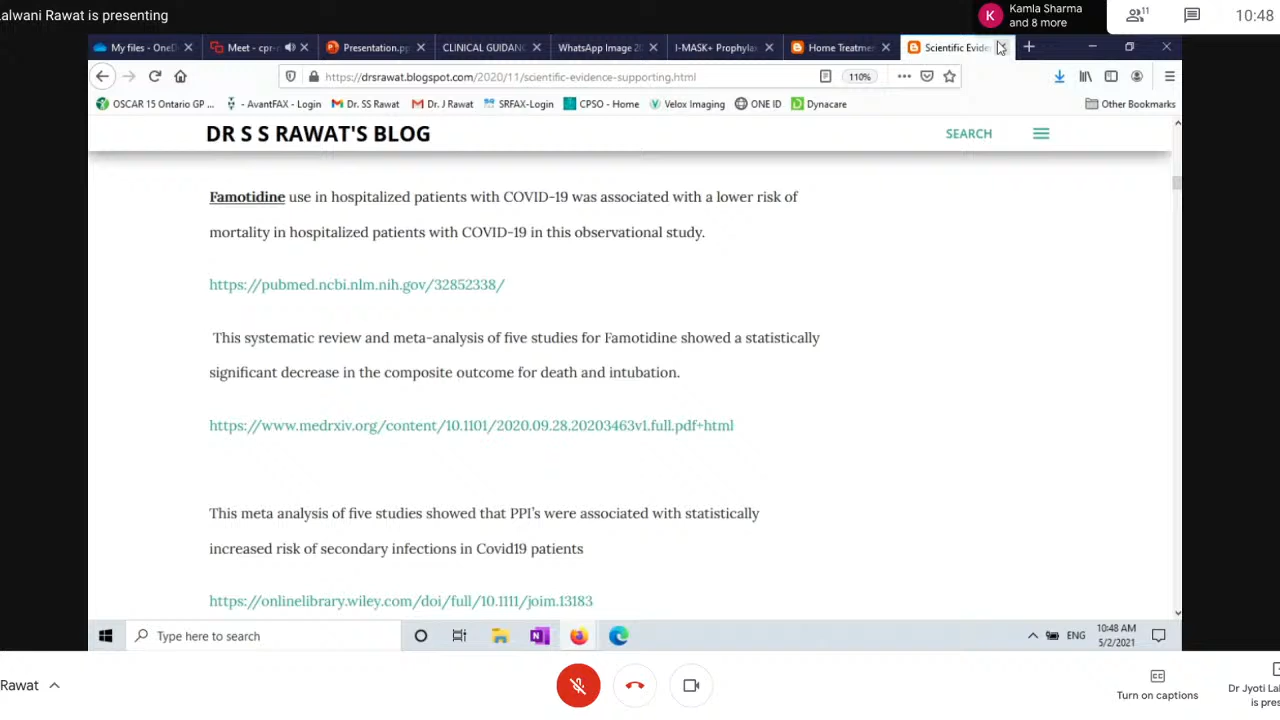 Lalwani Rawat is presenting
K
Kamla Sharma
and 8 more
11
10:48
My files - OneD
Meet - cpr-
Presentation.pp
CLINICAL GUIDANC
WhatsApp Image 20
I-MASK+ Prophylax
Home Treatmen
Scientific Eviden
https://drsrawat.blogspot.com/2020/11/scientific-evidence-supporting.html
110%
OSCAR 15 Ontario GP ...
- AvantFAX - Login
Dr. SS Rawat
Dr. J Rawat
SRFAX-Login
CPSO - Home
Velox Imaging
ONE ID
Dynacare
Other Bookmarks
DR S S RAWAT'S BLOG
SEARCH
Famotidine use in hospitalized patients with COVID-19 was associated with a lower risk of
mortality in hospitalized patients with COVID-19 in this observational study.
https://pubmed.ncbi.nlm.nih.gov/32852338/
This systematic review and meta-analysis of five studies for Famotidine showed a statistically
significant decrease in the composite outcome for death and intubation.
https://www.medrxiv.org/content/10.1101/2020.09.28.20203463v1.full.pdf+html
This meta analysis of five studies showed that PPI's were associated with statistically
increased risk of secondary infections in Covid19 patients
https://onlinelibrary.wiley.com/doi/full/10.1111/joim.13183
Type here to search
ENG
10:48 AM
5/2/2021
Rawat
Turn on captions
Dr Jyoti Lal
is pres